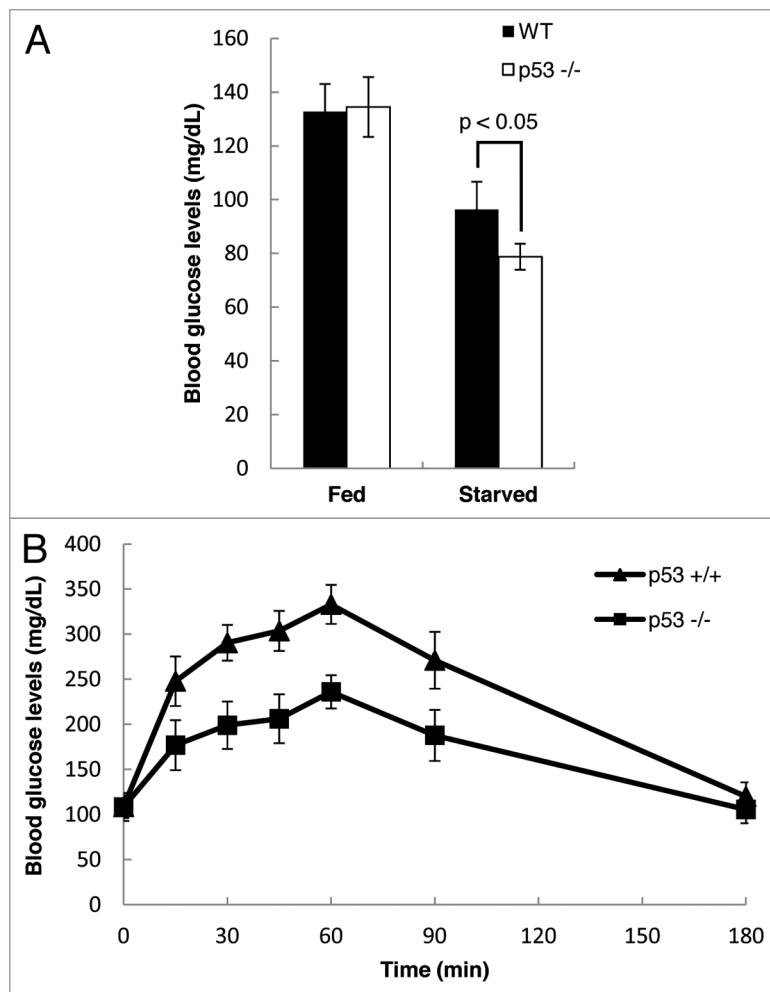 A
WT
p53 -/-
p < 0.05
Blood glucose levels (mg/dL)
160
140
120
100
80
60
40
20
0
Fed Starved
B
p53 +/+
p53 -/-
Blood glucose levels (mg/dL)
400
350
300
250
200
150
100
50
0
0 30 60 90 120 150 180
Time (min)